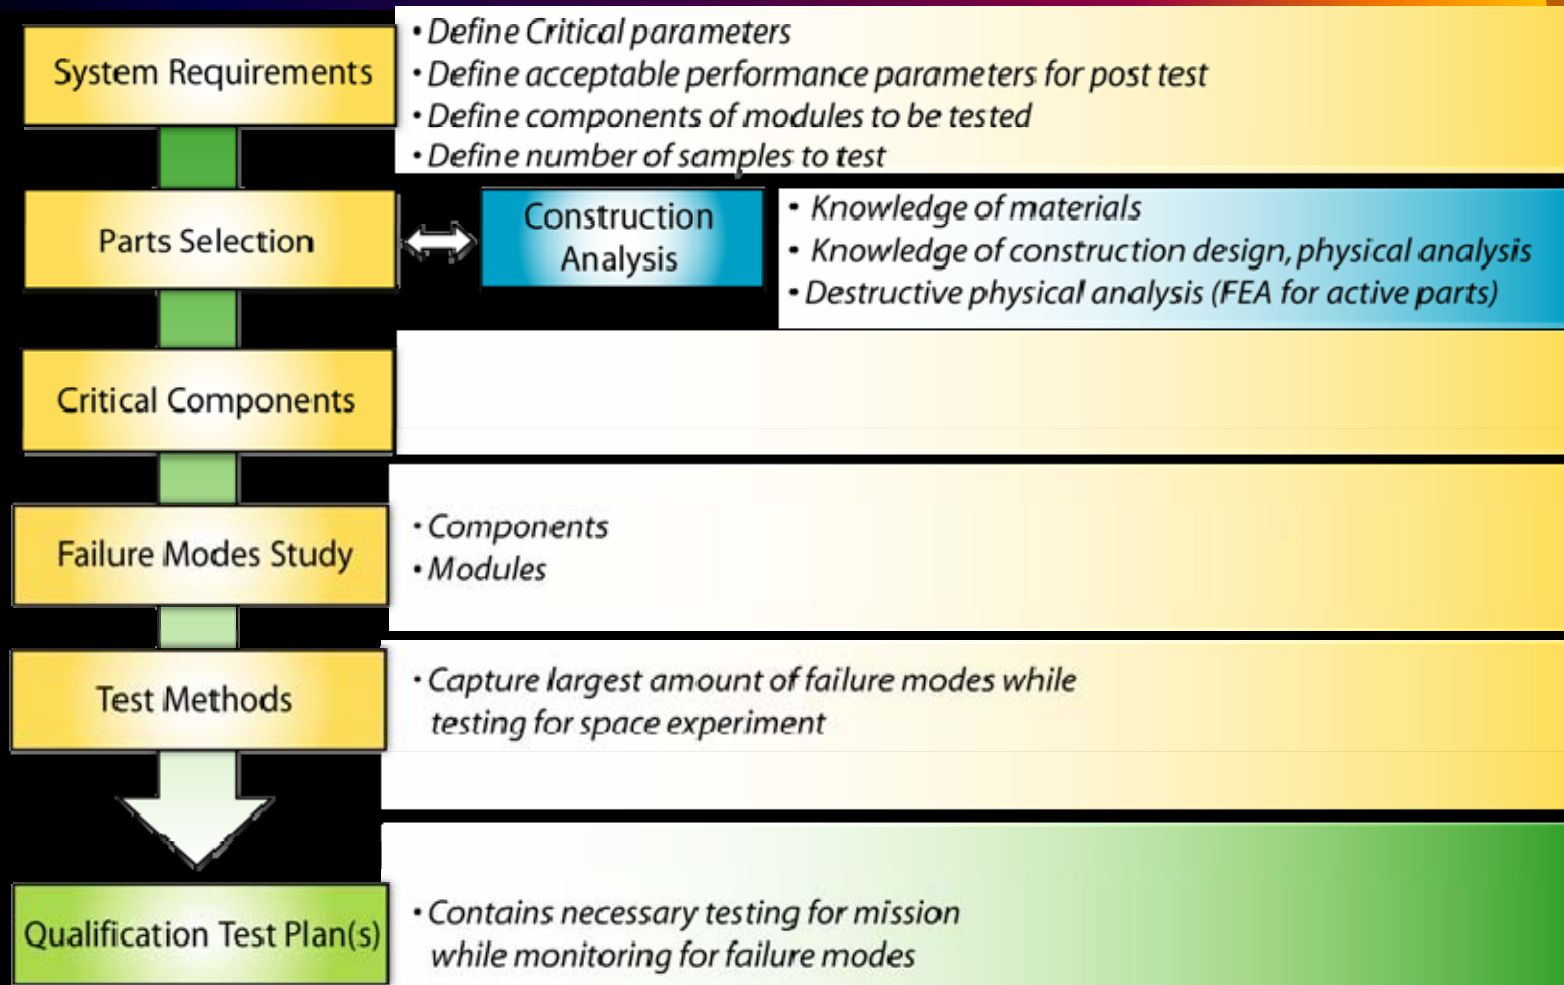 System Requirements
• Define Critical parameters
• Define acceptable performance parameters for post test
• Define components of modules to be tested
• Define number of samples to test
Parts Selection
Construction
Analysis
• Knowledge of materials
• Knowledge of construction design, physical analysis
• Destructive physical analysis (FEA for active parts)
Critical Components
Failure Modes Study
• Components
• Modules
Test Methods
• Capture largest amount of failure modes while
testing for space experiment
Qualification Test Plan(s)
• Contains necessary testing for mission
while monitoring for failure modes